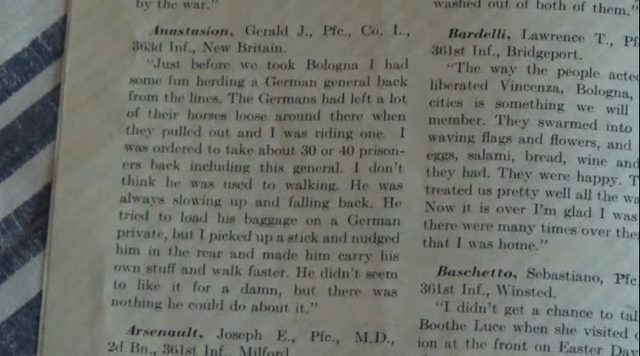 by the war."
Anastasion, Gerald J., Pfc., Co. L.,
363d Inf., New Britain.
"Just before we took Bologna I had
some fun herding a German general back
from the lines. The Germans had left a lot
of their horses loose around there when
they pulled out and I was riding one. I
was ordered to take about 30 or 40 prison-
ers back including this general. I don't
think he was used to walking. He was
always slowing up and falling back. He
tried to load his baggage on a German
private, but I picked up a stick and nudged
him in the rear and made him carry his
own stuff and walk faster. He didn't seem
to like it for a damn, but there was
nothing he could do about it."
Arsenault, Joseph E., Pfc., M.D.,
2d Bn., 361st Inf., Milford
washed out of both of them."
Bardelli, Lawrence T., Pf
361st Inf., Bridgeport.
"The way the people acte
liberated Vincenza, Bologna,
cities is something we will
member. They swarmed into
waving flags and flowers, and
eggs, salami, bread, wine and
they had. They were happy. T
treated us pretty well all the wa
Now it is over I'm glad I was
there were many times over the
that I was home."
Baschetto, Sebastiano, Pfc.
361st Inf., Winsted.
"I didn't get a chance to tal
Boothe Luce when she visited
ion at the front on Easter Day